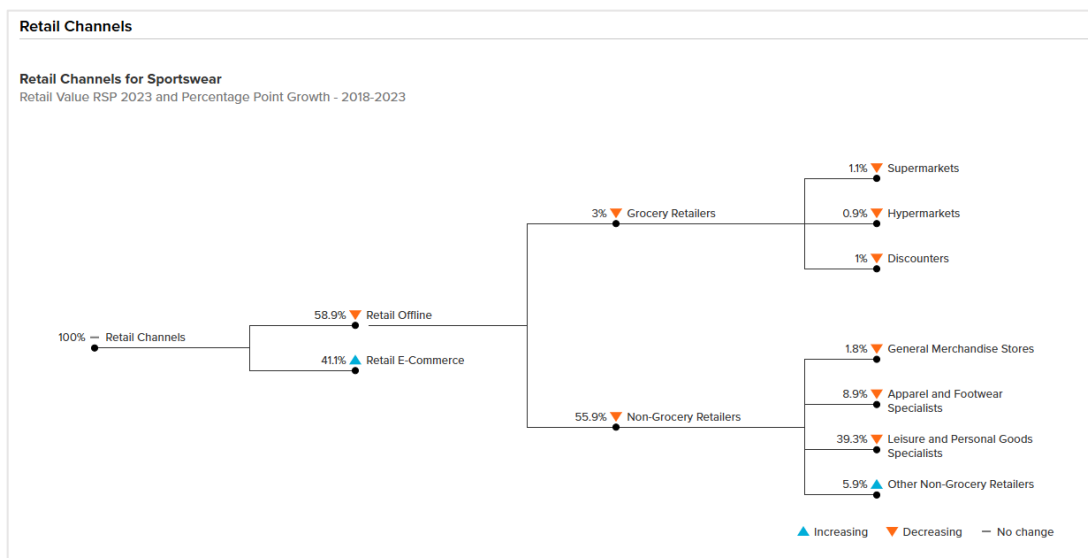 Retail Channels
Retail Channels for Sportswear
Retail Value RSP 2023 and Percentage Point Growth - 2018-2023
100% Retail Channels
58.9% Retail Offline
41.1% Retail E-Commerce
3% Grocery Retailers
1.1% Supermarkets
0.9% Hypermarkets
1% Discounters
55.9% Non-Grocery Retailers
1.8% General Merchandise Stores
8.9% Apparel and Footwear
Specialists
39.3% Leisure and Personal Goods
Specialists
5.9% Other Non-Grocery Retailers
Increasing Decreasing No change